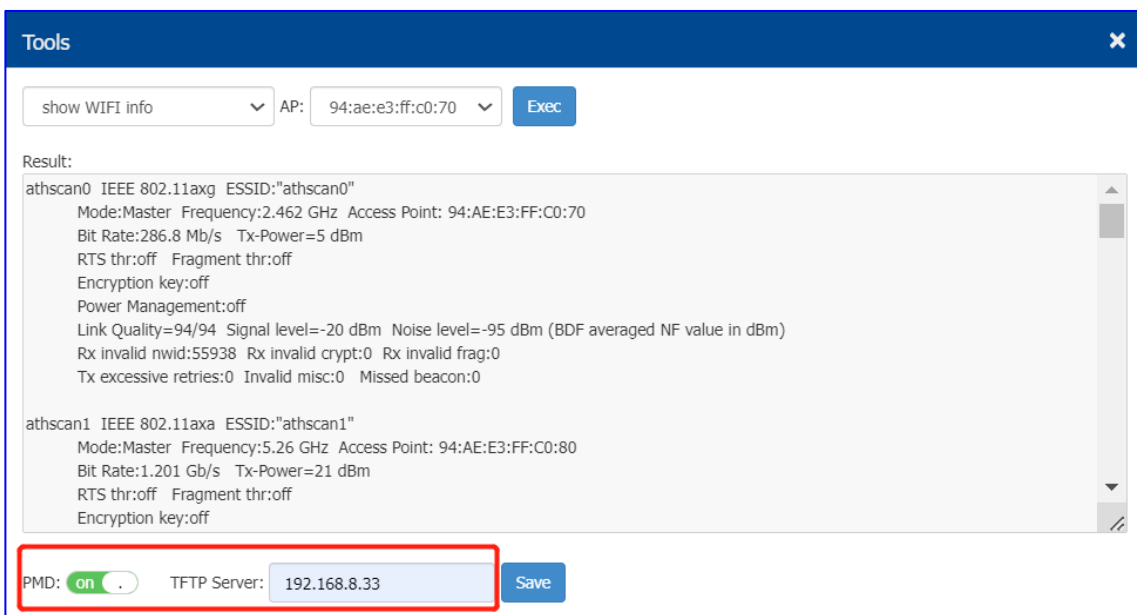 Tools
show WIFI info AP: 94:ae:e3:ff:c0:70 Exec
Result:
athscan0 IEEE 802.11axg ESSID:"athscan0"
Mode:Master Frequency:2.462 GHz Access Point: 94:AE:E3:FF:C0:70
Bit Rate:286.8 Mb/s Tx-Power=5 dBm
RTS thr:off Fragment thr:off
Encryption key:off
Power Management:off
Link Quality=94/94 Signal level=-20 dBm Noise level=-95 dBm (BDF averaged NF value in dBm)
Rx invalid nwid:55938 Rx invalid crypt:0 Rx invalid frag:0
Tx excessive retries:0 Invalid misc:0 Missed beacon:0
athscan1 IEEE 802.11axa ESSID:"athscan1"
Mode:Master Frequency:5.26 GHz Access Point: 94:AE:E3:FF:C0:80
Bit Rate:1.201 Gb/s Tx-Power=21 dBm
RTS thr:off Fragment thr:off
Encryption key:off
PMD: on . TFTP Server: 192.168.8.33 Save